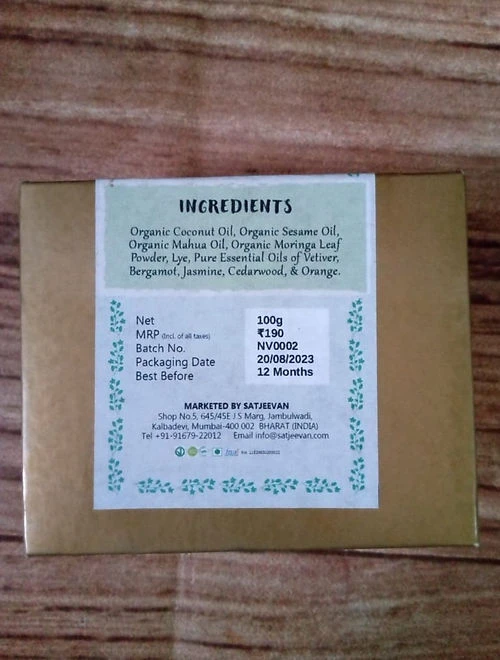 INGREDIENTS
Organic Coconut Oil, Organic Sesame Oil,
Organic Mahua Oil, Organic Moringa Leaf
Powder, Lye, Pure Essential Oils of Vetiver,
Bergamot, Jasmine, Cedarwood, & Orange.
Net 100g
MRP (Incl. of all taxes) ₹190
Batch No. NV0002
Packaging Date 20/08/2023
Best Before 12 Months
MARKETED BY SATJEEVAN
Shop No.5, 645/45E J S Marg, Jambulwadi,
Kalbadevi, Mumbai-400 002 BHARAT (INDIA)
Tel +91-91679-22012 Email info@satjeevan.com